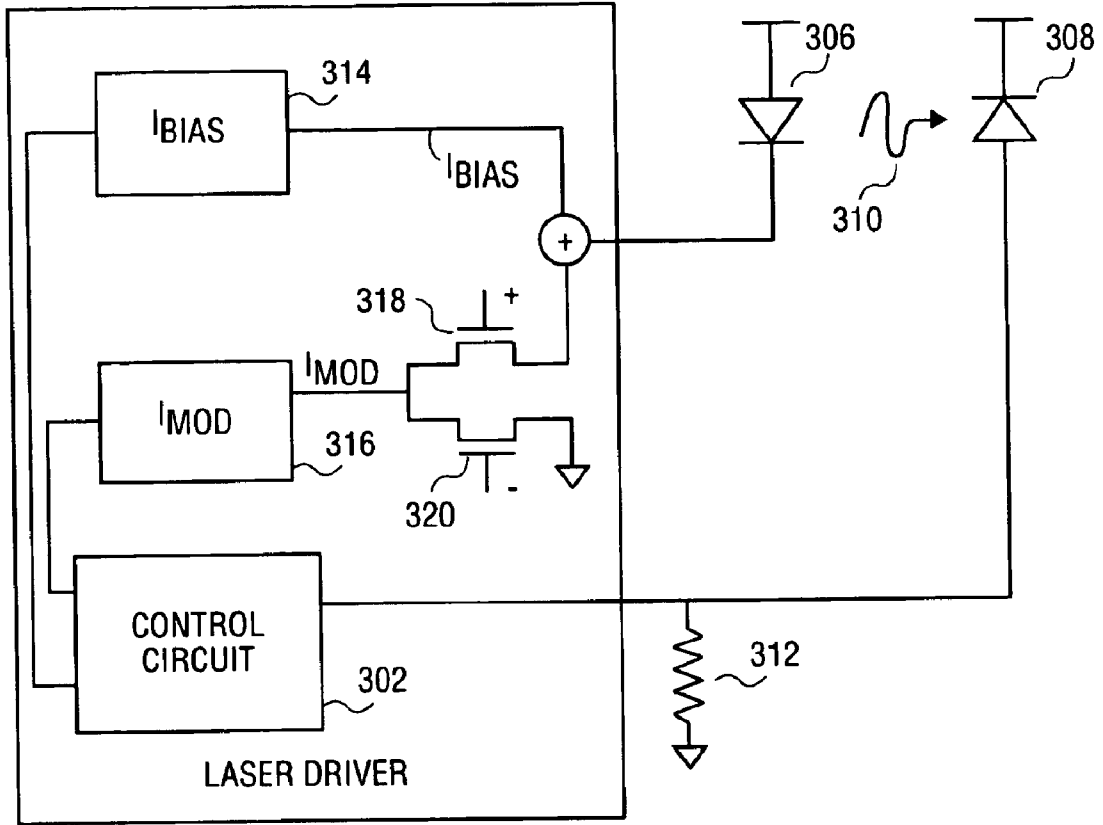 306
308
314
IBIAS
IBIAS
310
+
318
+
IMOD
IMOD
316
320
-
CONTROL
CIRCUIT
302
312
LASER DRIVER